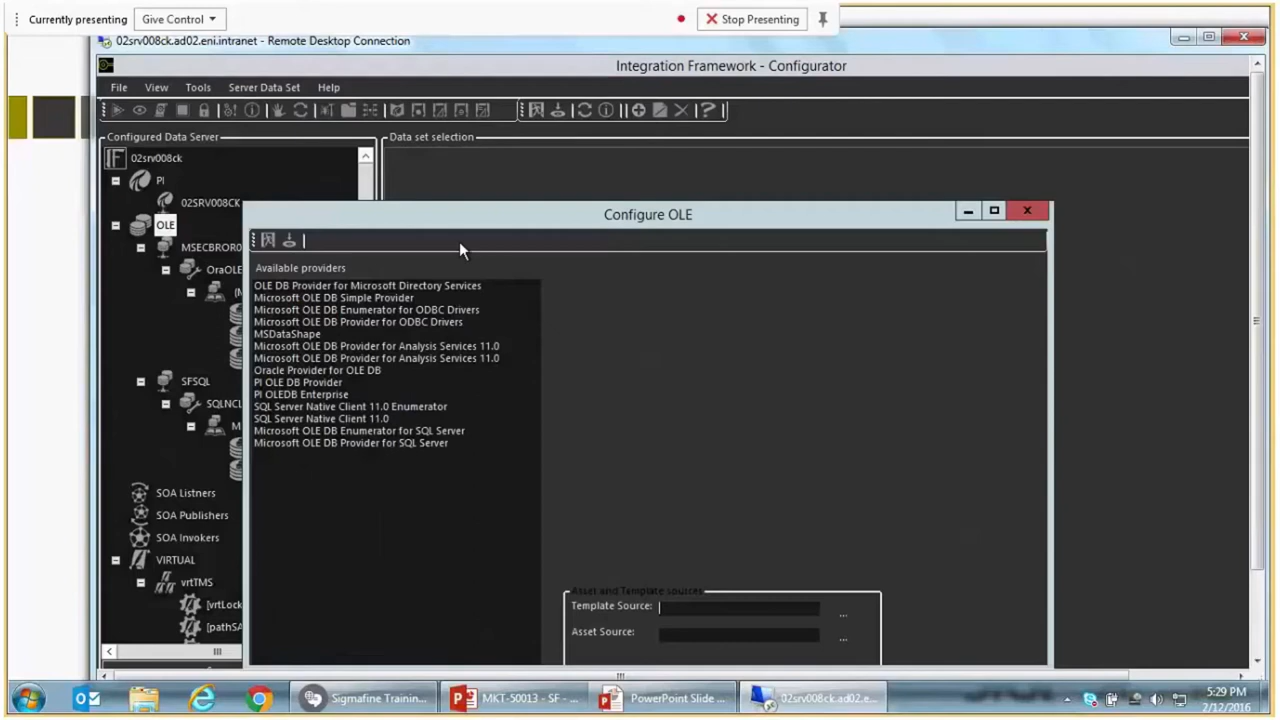 Currently presenting
Give Control
Stop Presenting
02srv008ck.ad02.eni.intranet - Remote Desktop Connection
Integration Framework - Configurator
File View Tools Server Data Set Help
Configured Data Server
Data set selection
02srv008ck
PI
02SRV008CK
OLE
MSECBROR0
OraOLE
SFSQL
SQLNCL
M
SOA Listners
SOA Publishers
SOA Invokers
VIRTUAL
vrtTMS
[vrtLock
[pathSA
Configure OLE
Available providers
OLE DB Provider for Microsoft Directory Services
Microsoft OLE DB Simple Provider
Microsoft OLE DB Enumerator for ODBC Drivers
Microsoft OLE DB Provider for ODBC Drivers
MSDataShape
Microsoft OLE DB Provider for Analysis Services 11.0
Microsoft OLE DB Provider for Analysis Services 11.0
Oracle Provider for OLE DB
PI OLE DB Provider
PI OLEDB Enterprise
SQL Server Native Client 11.0 Enumerator
SQL Server Native Client 11.0
Microsoft OLE DB Enumerator for SQL Server
Microsoft OLE DB Provider for SQL Server
Asset and Template sources
Template Source:
...
Asset Source:
...
Sigmafine Trainin...
MKT-50013 - SF - ...
PowerPoint Slide ...
02srv008ck.ad02.e...
5:29 PM
2/12/2016